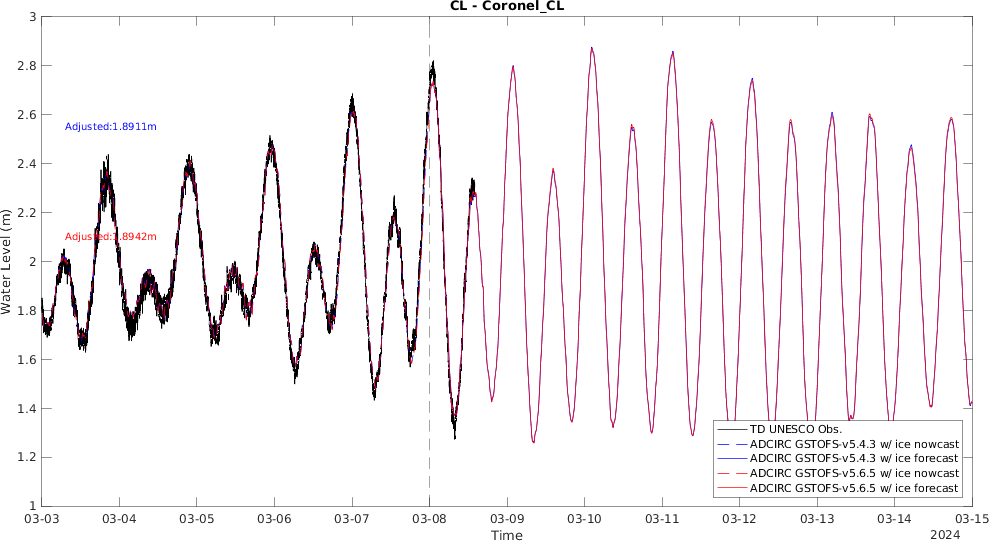 CL - Coronel_CL
3
2.8
2.6
2.4
2.2
2
1.8
1.6
1.4
1.2
1
Water Level (m)
Adjusted:1.8911m
Adjusted:1.8942m
TD UNESCO Obs.
ADCIRC GSTOFS-v5.4.3 w/ ice nowcast
ADCIRC GSTOFS-v5.4.3 w/ ice forecast
ADCIRC GSTOFS-v5.6.5 w/ ice nowcast
ADCIRC GSTOFS-v5.6.5 w/ ice forecast
03-03 03-04 03-05 03-06 03-07 03-08 03-09 03-10 03-11 03-12 03-13 03-14 03-15
Time
2024